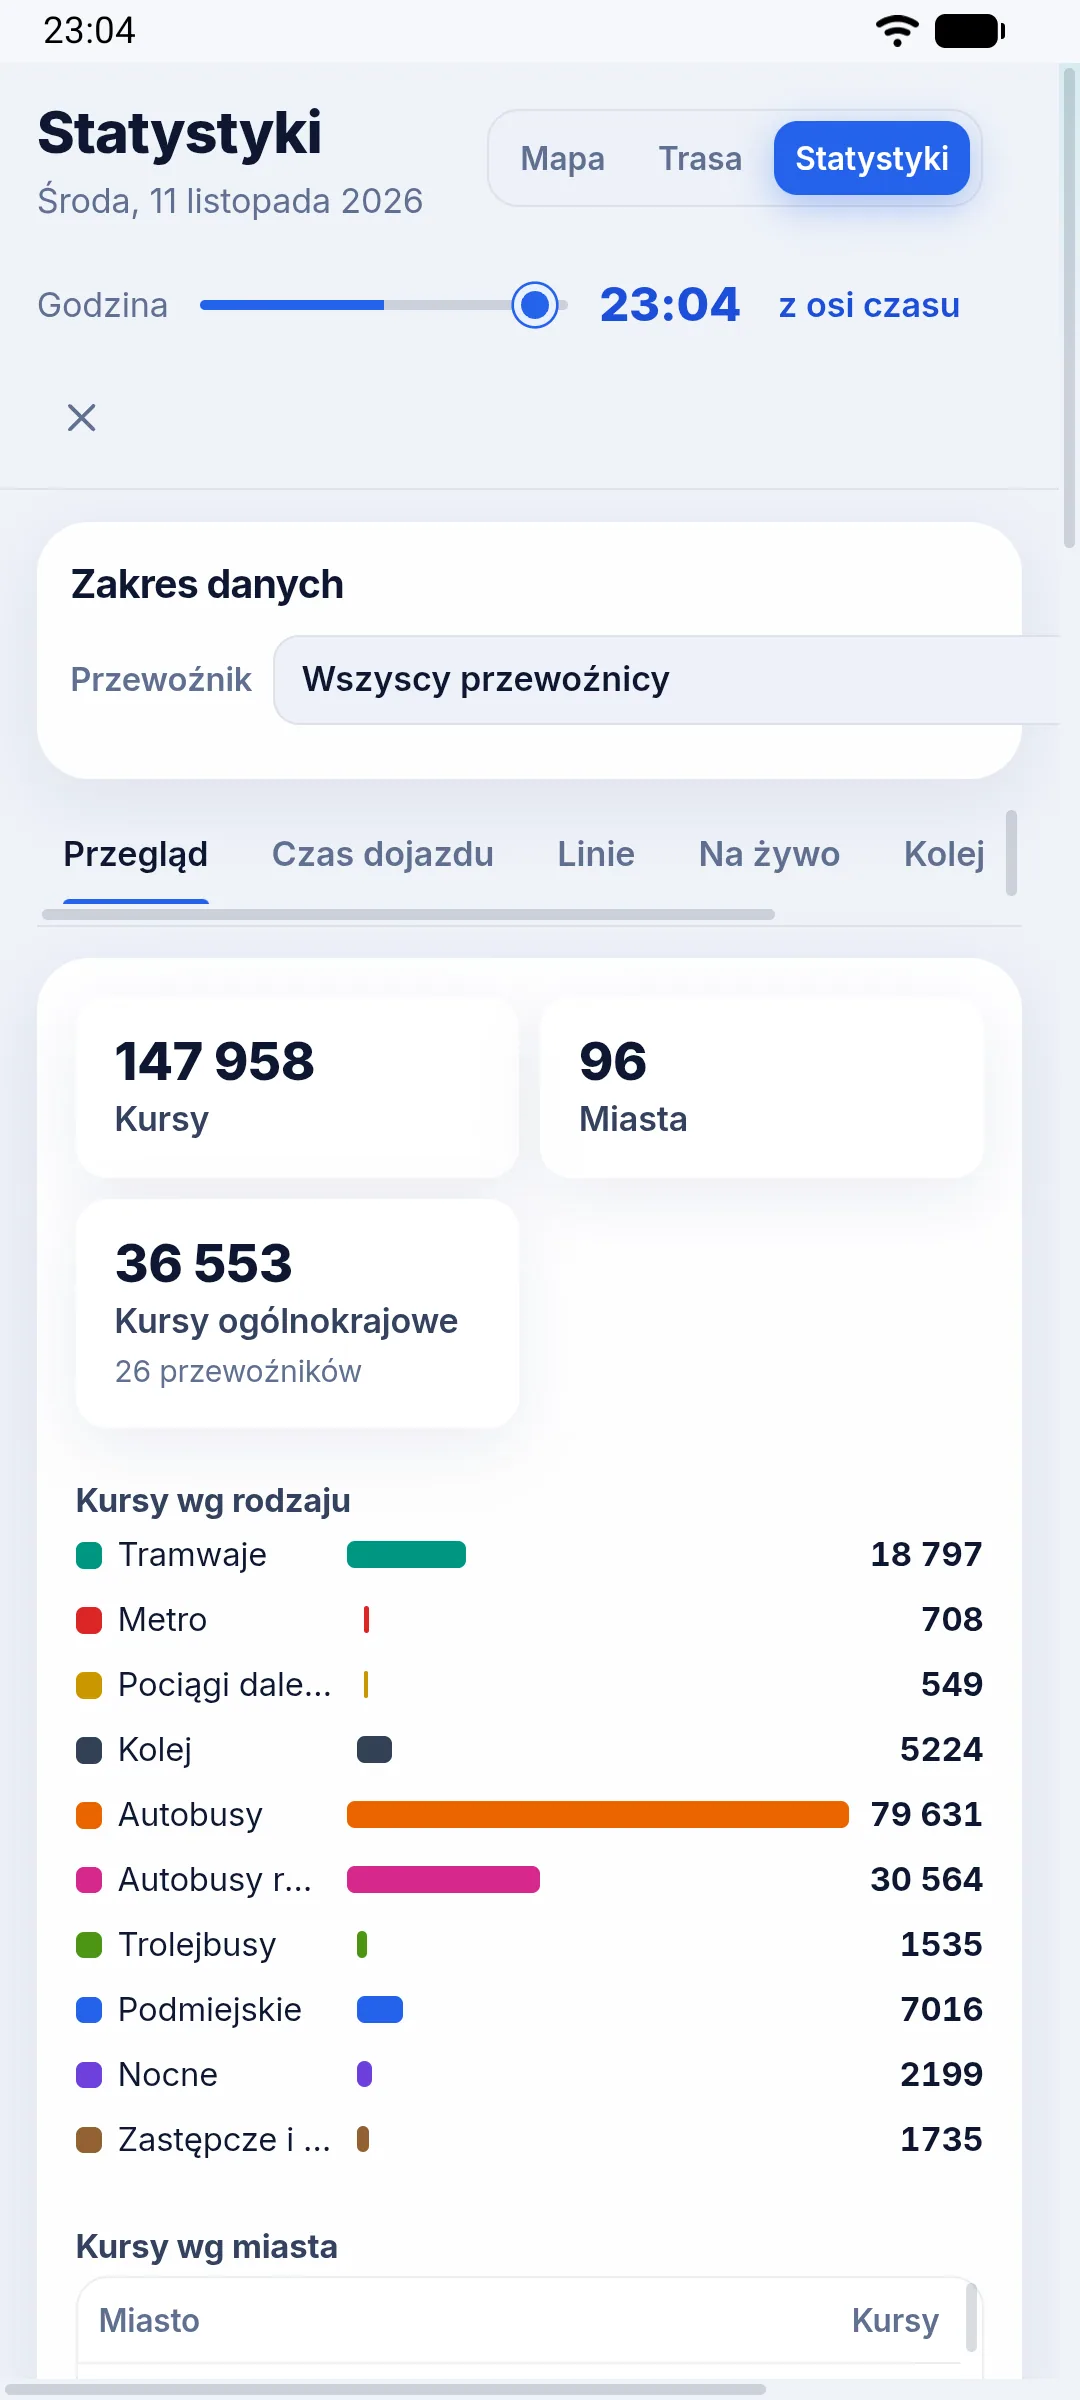 23:04
Statystyki
Środa, 11 listopada 2026
Mapa Trasa Statystyki
Godzina 23:04 z osi czasu
Zakres danych
Przewoźnik Wszyscy przewoźnicy
Przegląd Czas dojazdu Linie Na żywo Kolej
147 958
Kursy
96
Miasta
36 553
Kursy ogólnokrajowe
26 przewoźników
Kursy wg rodzaju
Tramwaje 18 797
Metro 708
Pociągi dale... 549
Kolej 5224
Autobusy 79 631
Autobusy r... 30 564
Trolejbusy 1535
Podmiejskie 7016
Nocne 2199
Zastępcze i ... 1735
Kursy wg miasta
Miasto Kursy